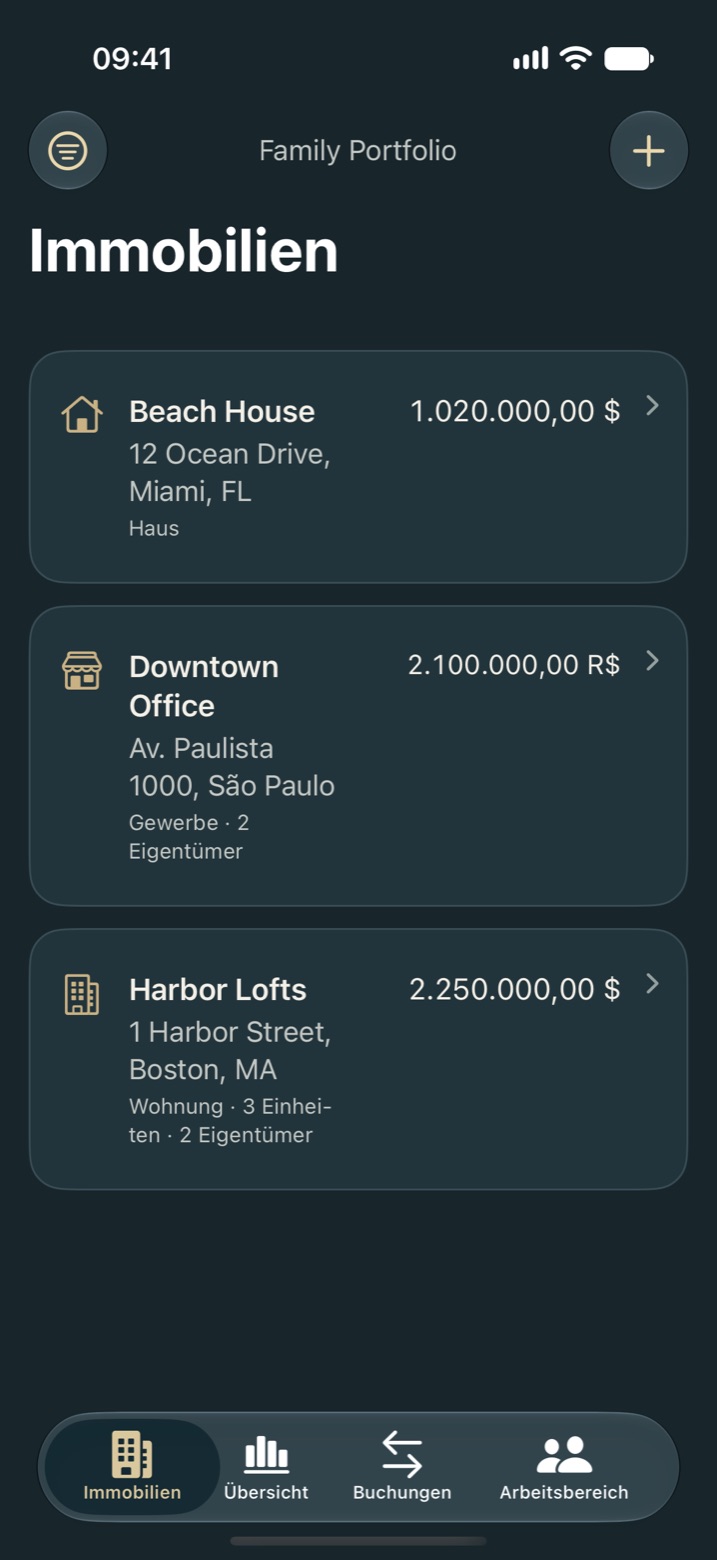 09:41
Family Portfolio
Immobilien
Beach House
1.020.000,00 $
12 Ocean Drive,
Miami, FL
Haus
Downtown
Office
2.100.000,00 R$
Av. Paulista
1000, São Paulo
Gewerbe · 2
Eigentümer
Harbor Lofts
2.250.000,00 $
1 Harbor Street,
Boston, MA
Wohnung · 3 Einhei-
ten · 2 Eigentümer
Immobilien
Übersicht
Buchungen
Arbeitsbereich